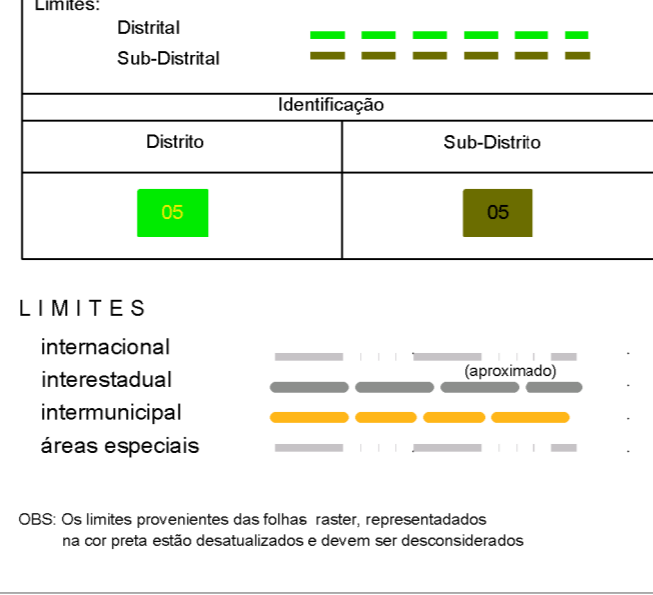 Limites:
Distrital
Sub-Distrital
Identificação
Distrito
Sub-Distrito
05
05
LIMITES
internacional
interestadual
(aproximado)
intermunicipal
áreas especiais
OBS: Os limites provenientes das folhas raster, representadados
na cor preta estão desatualizados e devem ser desconsiderados